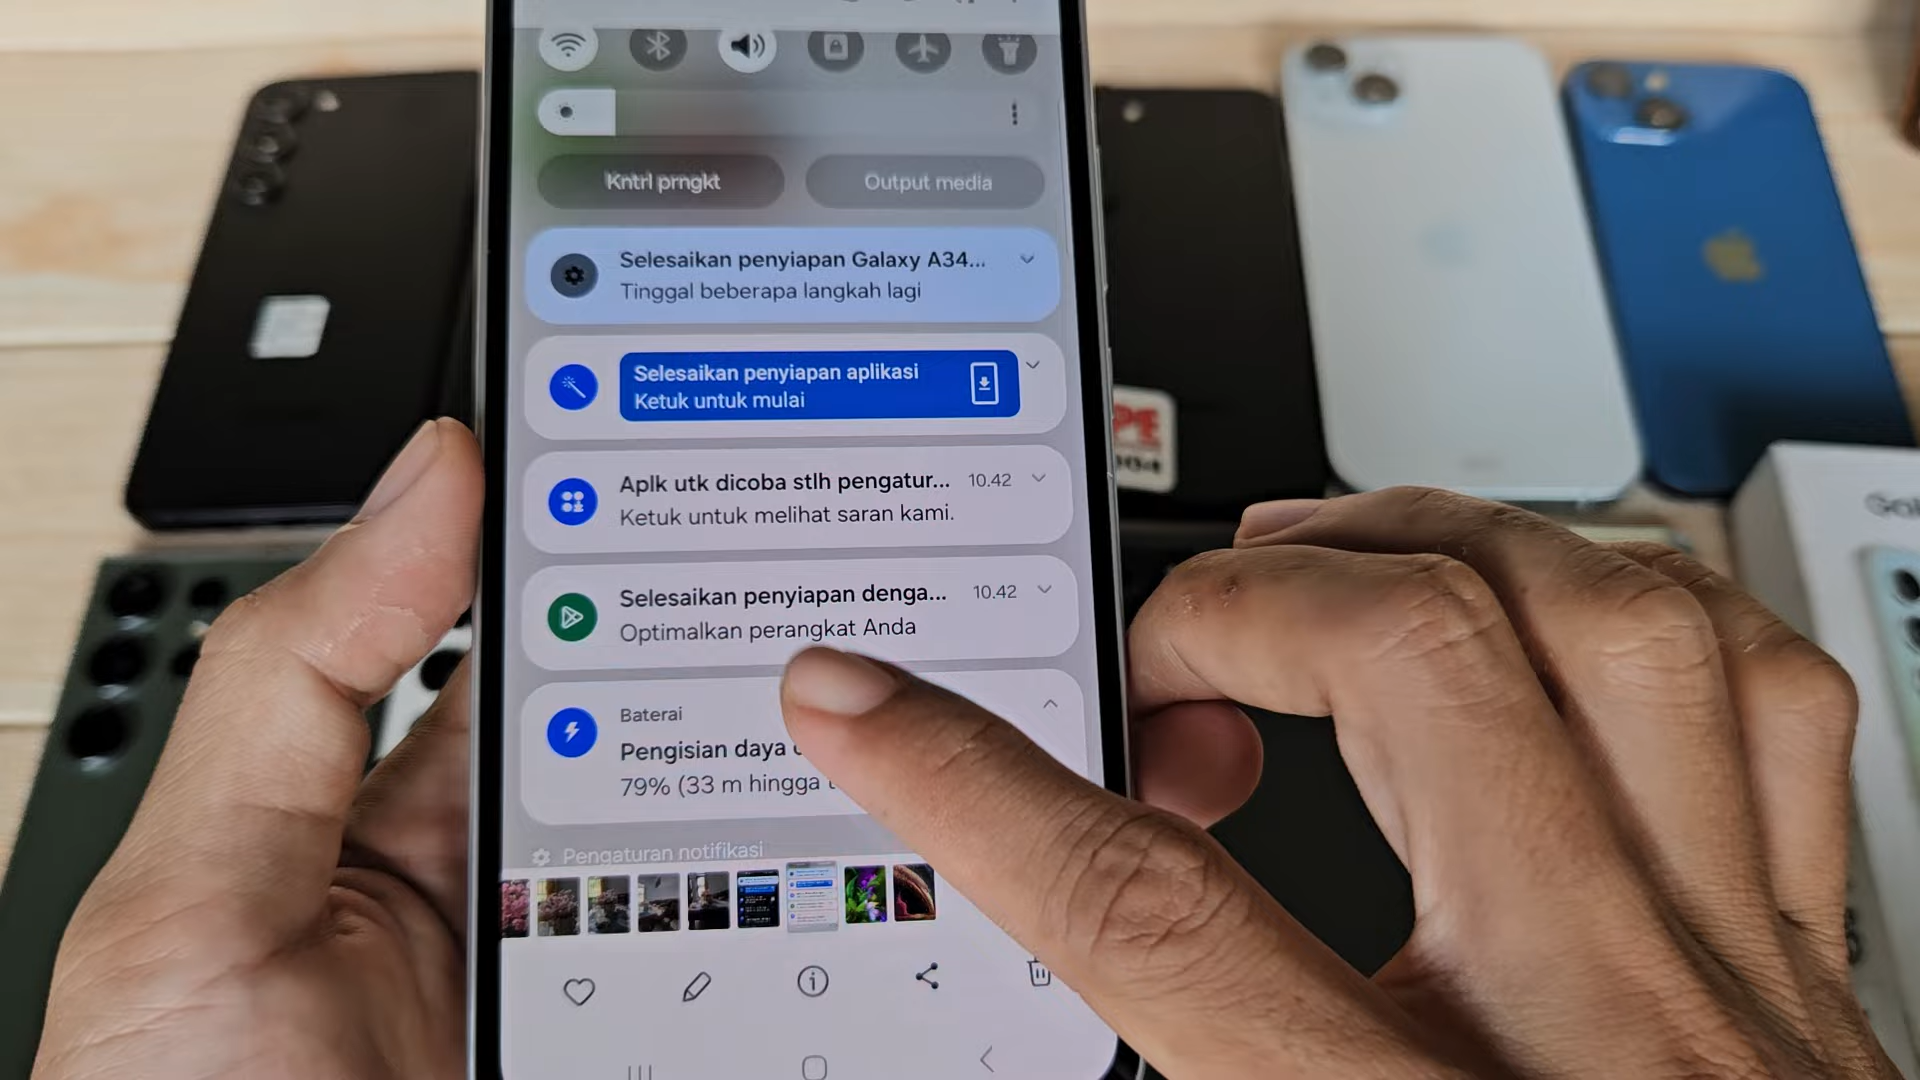 Kntrl prngkt
Output media
Selesaikan penyiapan Galaxy A34...
Tinggal beberapa langkah lagi
Selesaikan penyiapan aplikasi
Ketuk untuk mulai
Aplk utk dicoba stlh pengatur... 10.42
Ketuk untuk melihat saran kami.
Selesaikan penyiapan denga... 10.42
Optimalkan perangkat Anda
Baterai
Pengisian daya
79% (33 m hingga
Pengaturan notifikasi